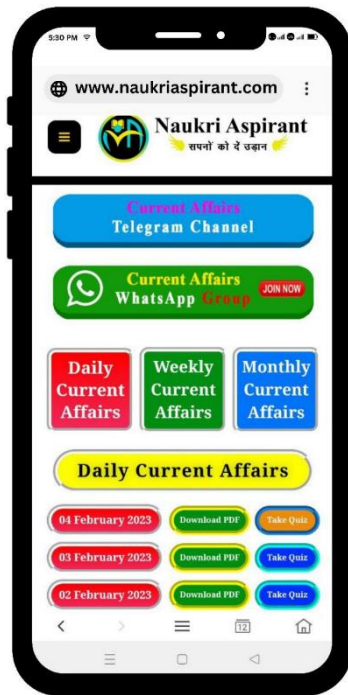 5:30 PM
www.naukriaspirant.com
Naukri Aspirant
सपनों को दें उड़ान
Current Affairs
Telegram Channel
Current Affairs
WhatsApp Group JOIN NOW
Daily Current Affairs
Weekly Current Affairs
Monthly Current Affairs
Daily Current Affairs
04 February 2023 Download PDF Take Quiz
03 February 2023 Download PDF Take Quiz
02 February 2023 Download PDF Take Quiz
12